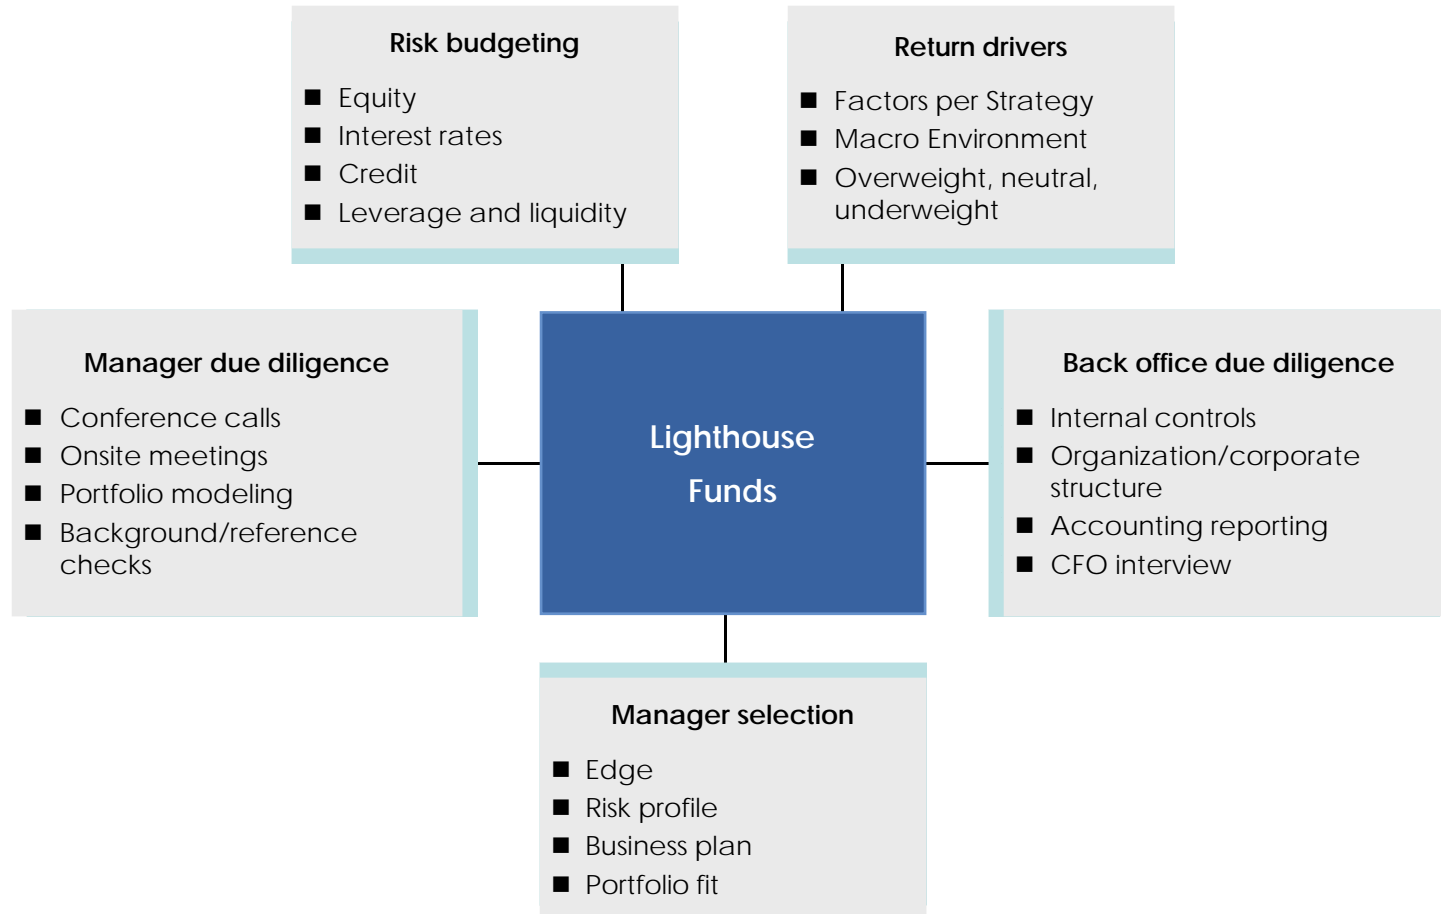 Risk budgeting
■ Equity
■ Interest rates
■ Credit
■ Leverage and liquidity
Return drivers
■ Factors per Strategy
■ Macro Environment
■ Overweight, neutral,
underweight
Manager due diligence
■ Conference calls
■ Onsite meetings
■ Portfolio modeling
■ Background/reference
checks
Lighthouse
Funds
Back office due diligence
■ Internal controls
■ Organization/corporate
structure
■ Accounting reporting
■ CFO interview
Manager selection
■ Edge
■ Risk profile
■ Business plan
■ Portfolio fit